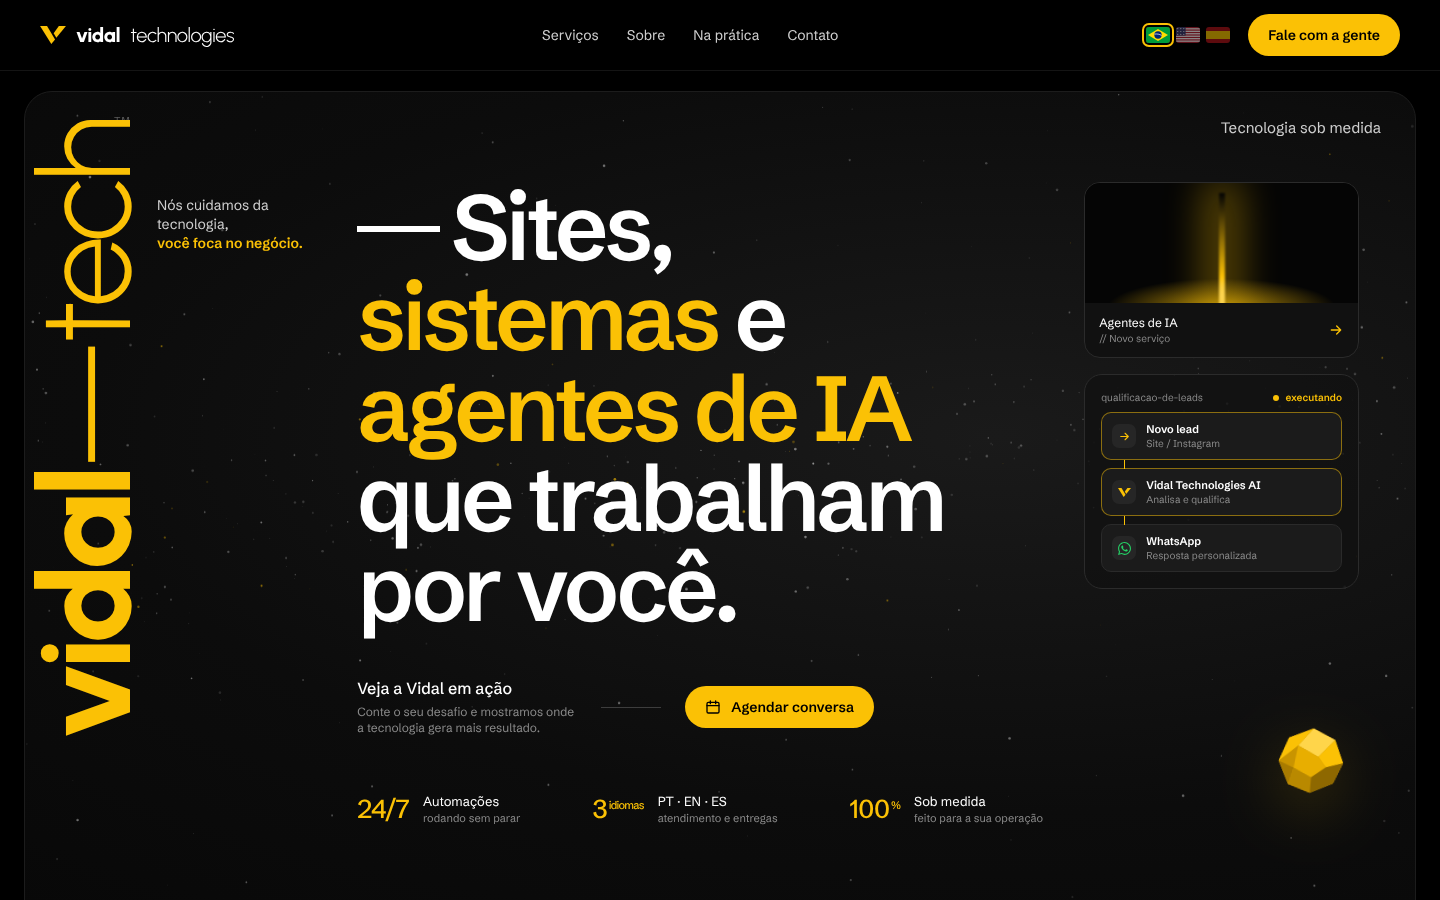 vidal technologies
Serviços
Sobre
Na prática
Contato
Fale com a gente
vidal—tech
TM
Nós cuidamos da
tecnologia,
você foca no negócio.
— Sites,
sistemas e
agentes de IA
que trabalham
por você.
Veja a Vidal em ação
Conte o seu desafio e mostramos onde
a tecnologia gera mais resultado.
Agendar conversa
24/7
Automações
rodando sem parar
3 idiomas
PT · EN · ES
atendimento e entregas
100%
Sob medida
feito para a sua operação
Tecnologia sob medida
Agentes de IA
// Novo serviço
qualificacao-de-leads
executando
Novo lead
Site / Instagram
Vidal Technologies AI
Analisa e qualifica
WhatsApp
Resposta personalizada